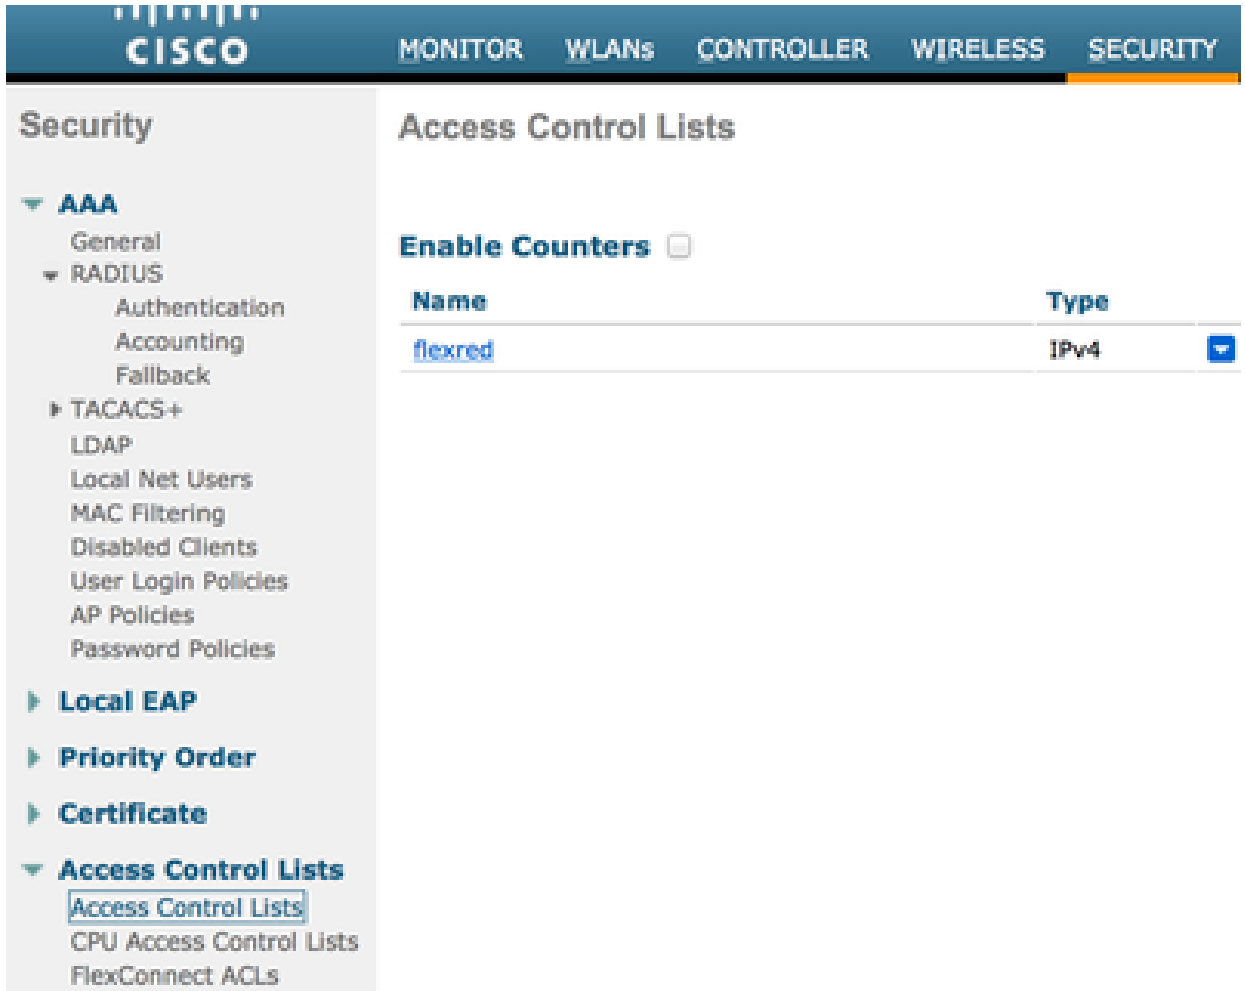 CISCO
MONITOR WLANs CONTROLLER WIRELESS SECURITY
Security
AAA
General
RADIUS
Authentication
Accounting
Fallback
TACACS+
LDAP
Local Net Users
MAC Filtering
Disabled Clients
User Login Policies
AP Policies
Password Policies
Local EAP
Priority Order
Certificate
Access Control Lists
Access Control Lists
CPU Access Control Lists
FlexConnect ACLs
Access Control Lists
Enable Counters
Name Type
flexred IPv4